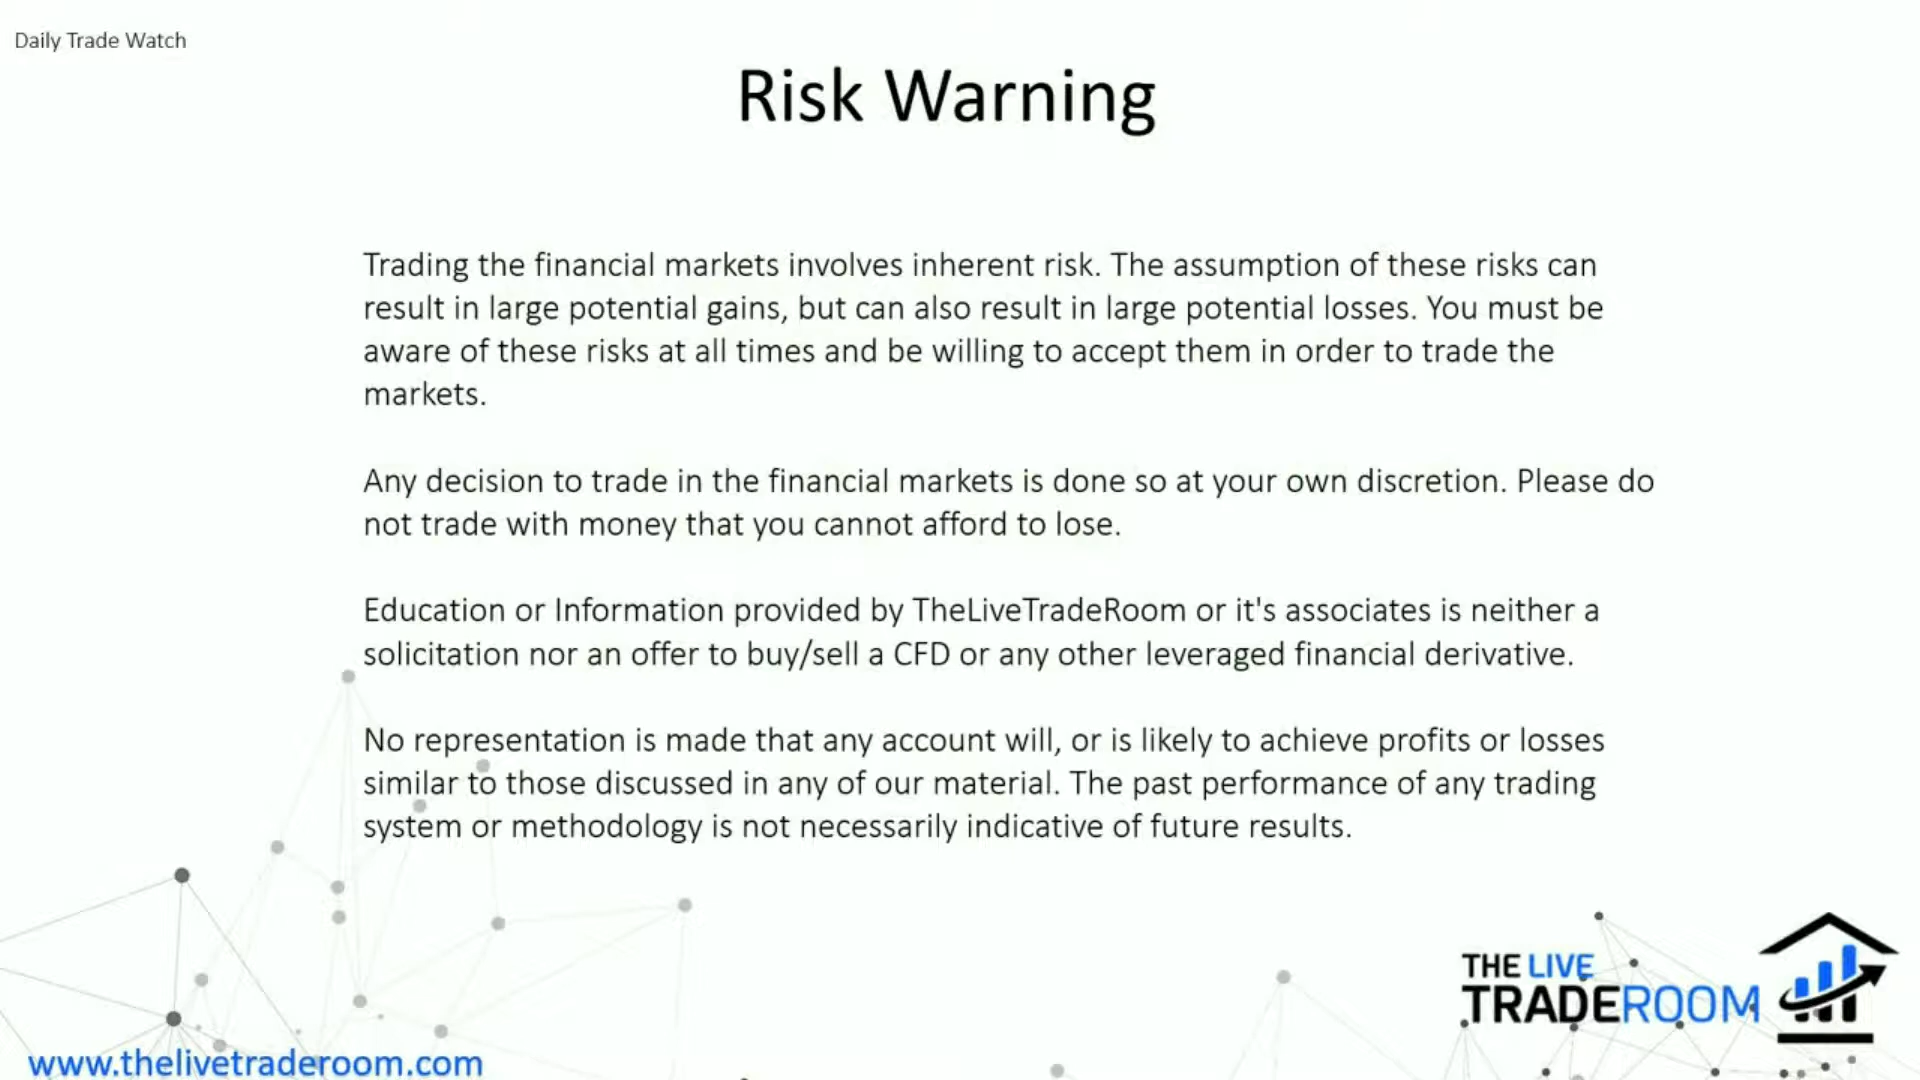 Daily Trade Watch
Risk Warning
Trading the financial markets involves inherent risk. The assumption of these risks can
result in large potential gains, but can also result in large potential losses. You must be
aware of these risks at all times and be willing to accept them in order to trade the
markets.
Any decision to trade in the financial markets is done so at your own discretion. Please do
not trade with money that you cannot afford to lose.
Education or Information provided by TheLiveTradeRoom or it's associates is neither a
solicitation nor an offer to buy/sell a CFD or any other leveraged financial derivative.
No representation is made that any account will, or is likely to achieve profits or losses
similar to those discussed in any of our material. The past performance of any trading
system or methodology is not necessarily indicative of future results.
THE LIVE
TRADEROOM
www.thelivetraderoom.com